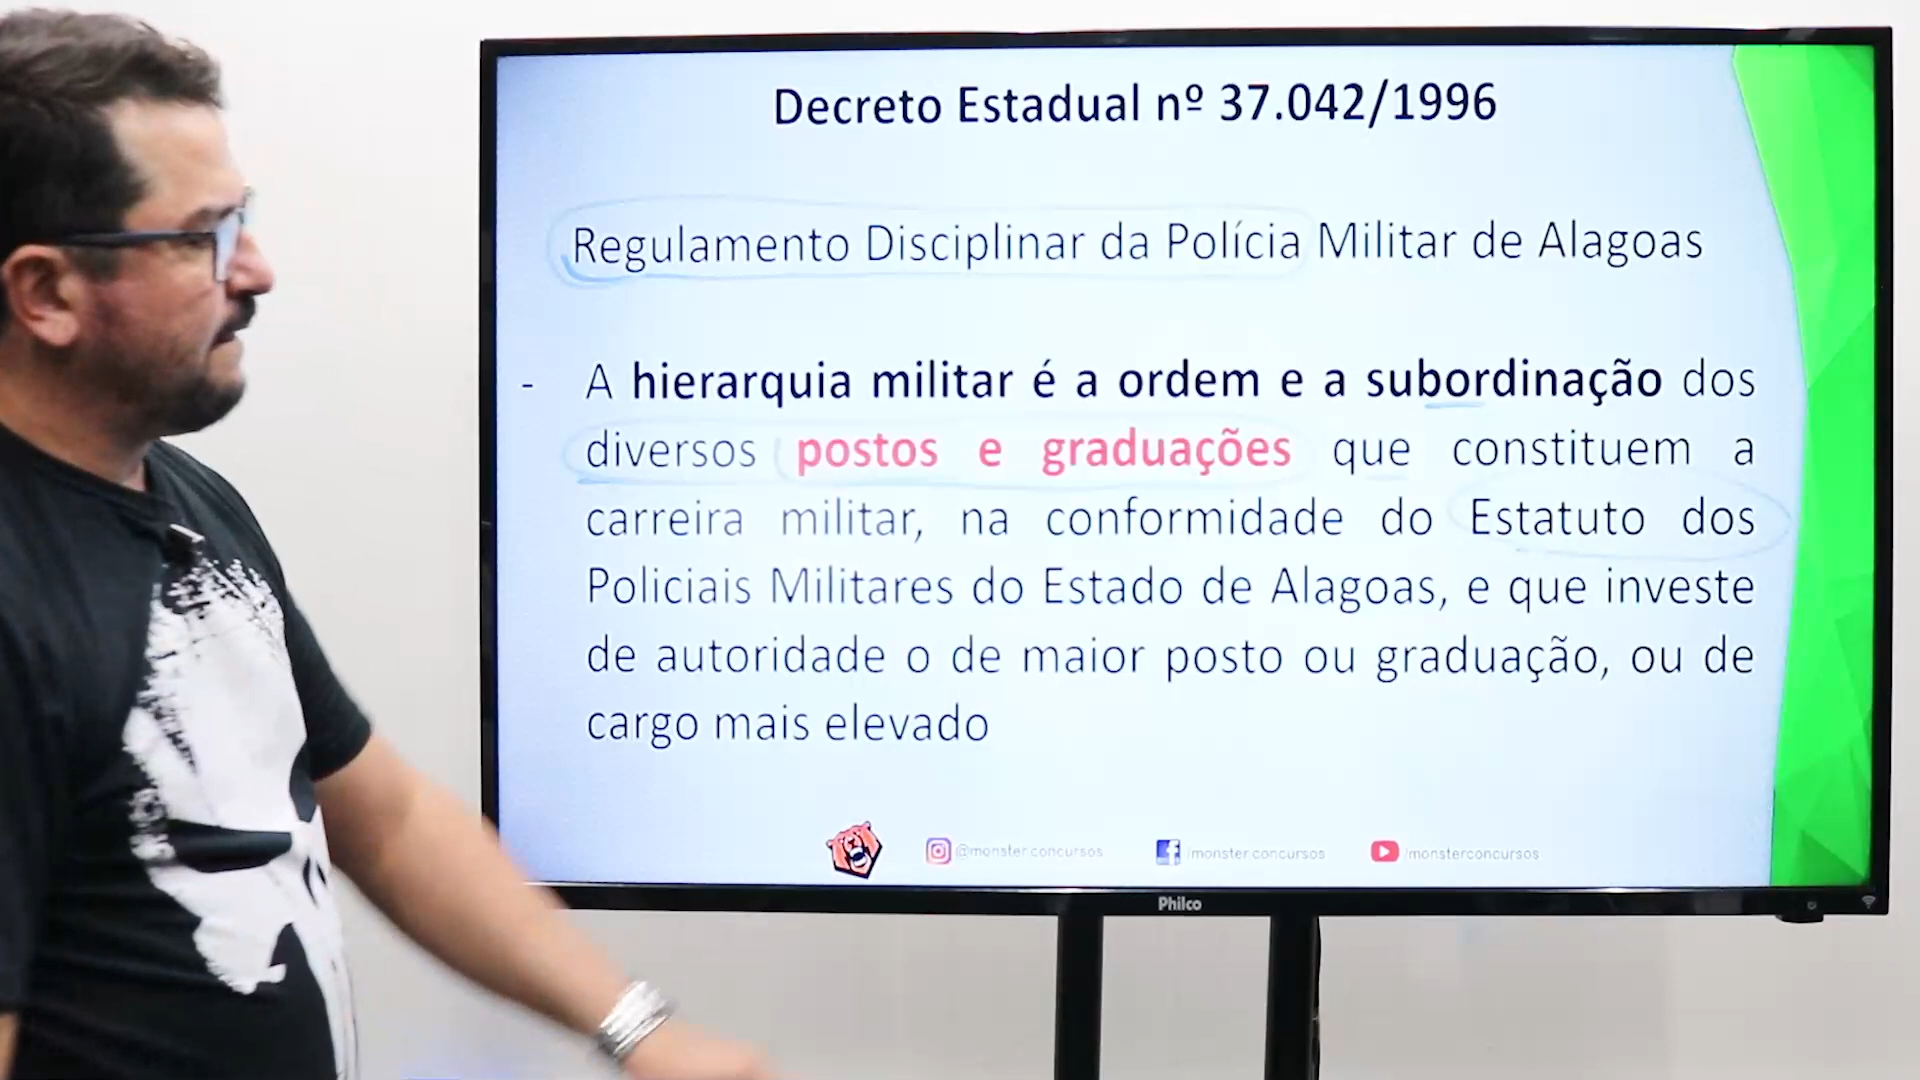 Decreto Estadual nº 37.042/1996
Regulamento Disciplinar da Polícia Militar de Alagoas
- A hierarquia militar é a ordem e a subordinação dos
diversos postos e graduações que constituem a
carreira militar, na conformidade do Estatuto dos
Policiais Militares do Estado de Alagoas, e que investe
de autoridade o de maior posto ou graduação, ou de
cargo mais elevado
@monster.concursos /monster.concursos /monsterconcursos
Philco